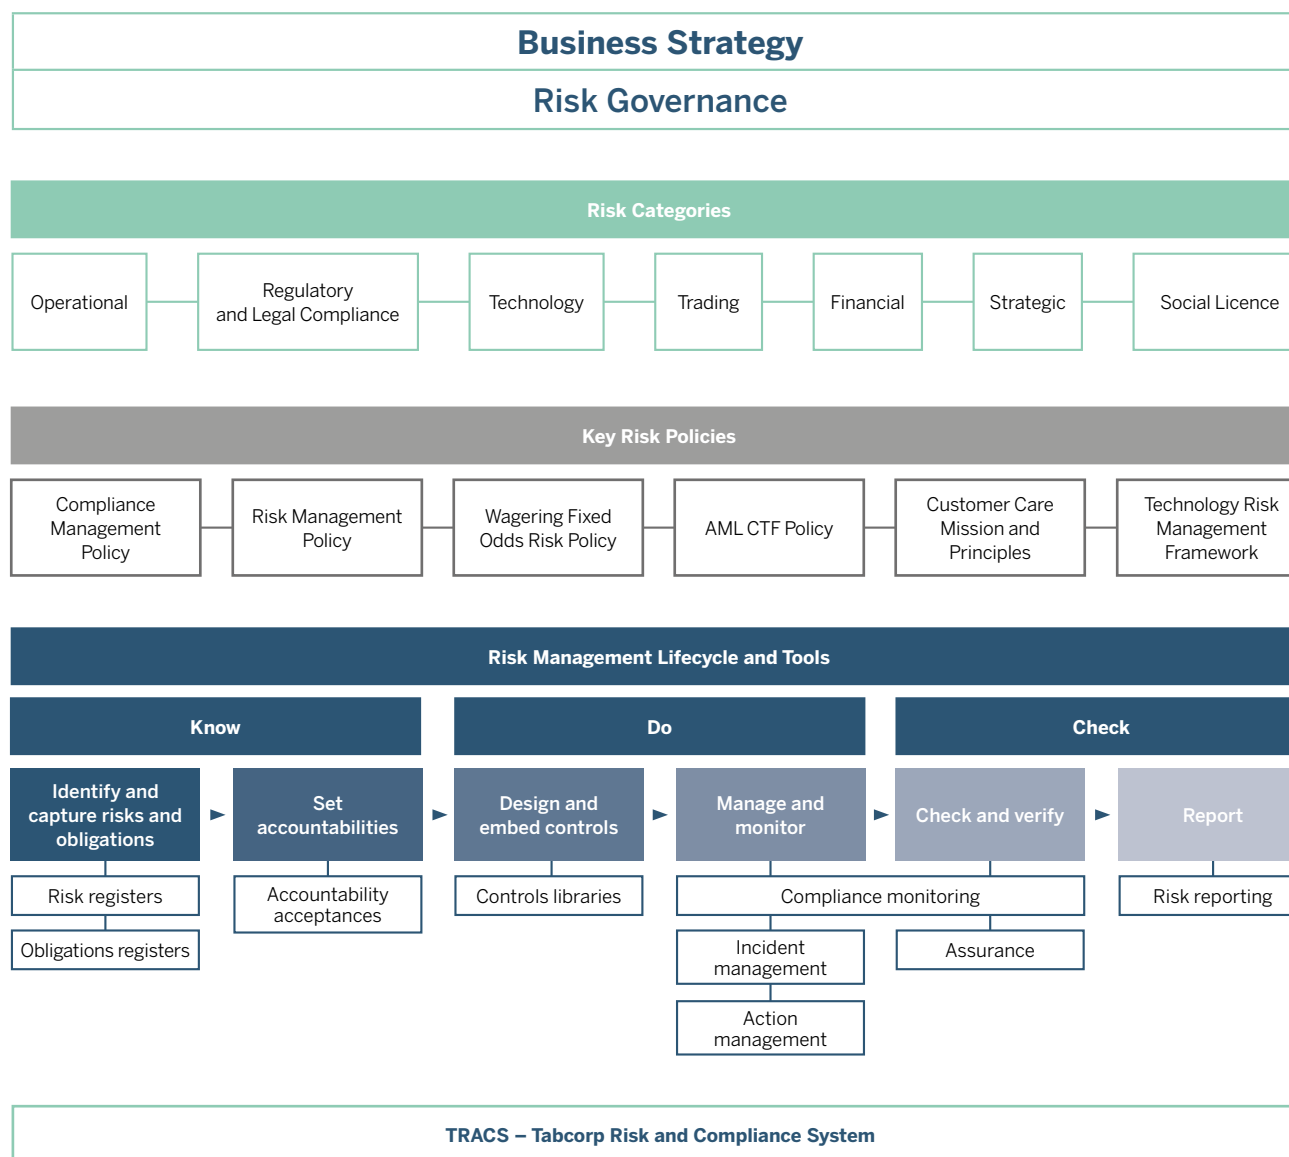 Business Strategy
Risk Governance
Risk Categories
Operational
Regulatory
and Legal Compliance
Technology
Trading
Financial
Strategic
Social Licence
Key Risk Policies
Compliance
Management
Policy
Risk Management
Policy
Wagering Fixed
Odds Risk Policy
AML CTF Policy
Customer Care
Mission and
Principles
Technology Risk
Management
Framework
Risk Management Lifecycle and Tools
Know
Do
Check
Identify and
capture risks and
obligations
Set
accountabilities
Design and
embed controls
Manage and
monitor
Check and verify
Report
Risk registers
Obligations registers
Accountability
acceptances
Controls libraries
Compliance monitoring
Incident
management
Action
management
Assurance
Risk reporting
TRACS – Tabcorp Risk and Compliance System